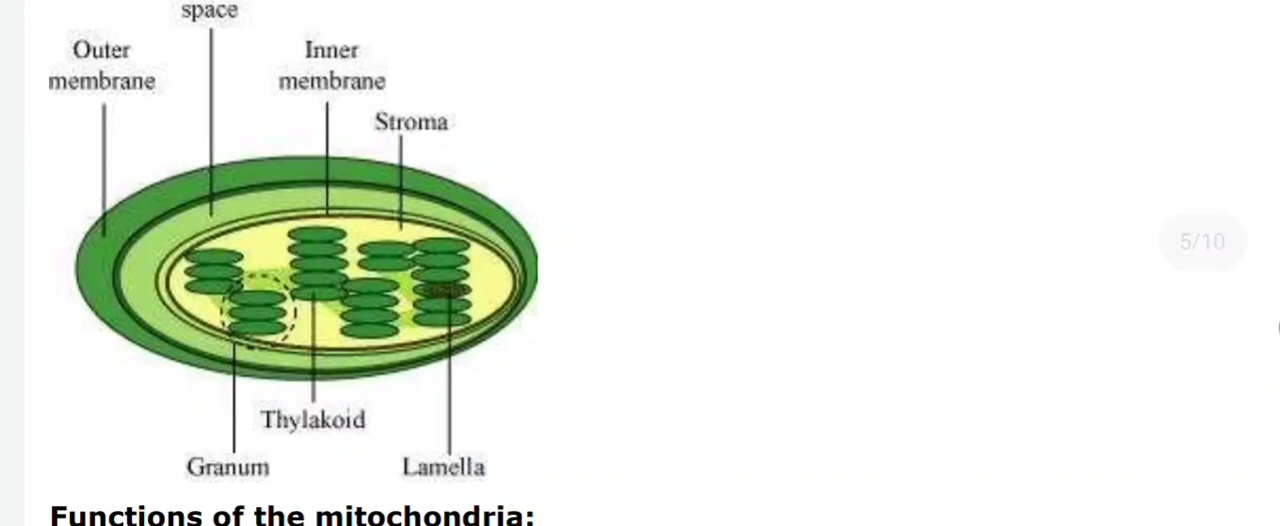 space
Outer
membrane
Inner
membrane
Stroma
5/10
Thylakoid
Granum
Lamella
Functions of the mitochondria: